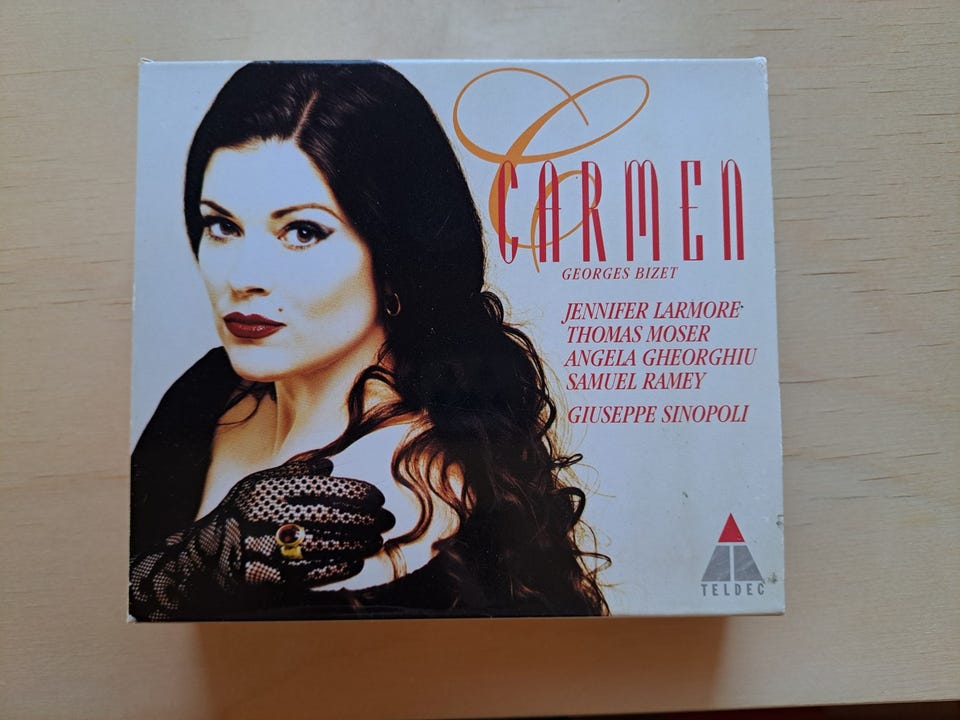 CARMEN
GEORGES BIZET
JENNIFER LARMORE
THOMAS MOSER
ANGELA GHEORGHIU
SAMUEL RAMEY
GIUSEPPE SINOPOLI
TELDEC